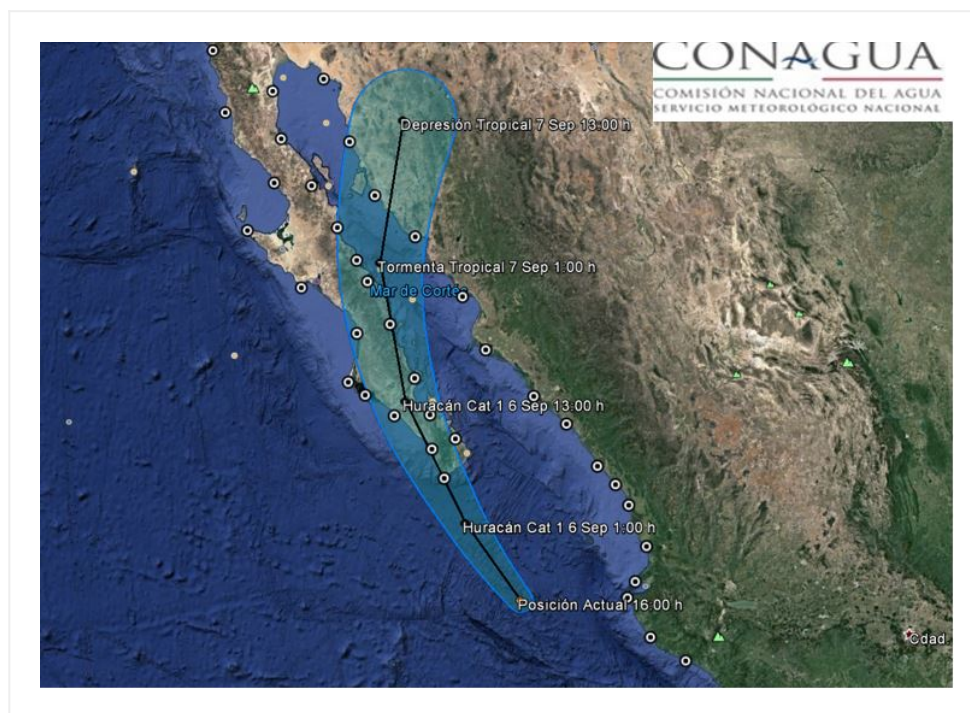 CONAGUA
COMISIÓN NACIONAL DEL AGUA
SERVICIO METEOROLÓGICO NACIONAL
Depresión Tropical 7 Sep 13:00 h
Tormenta Tropical 7 Sep 1:00 h
Mar de Cortés
Huracán Cat 1 6 Sep 13:00 h
Huracán Cat 1 6 Sep 1:00 h
Posición Actual 16:00 h
Cdad.